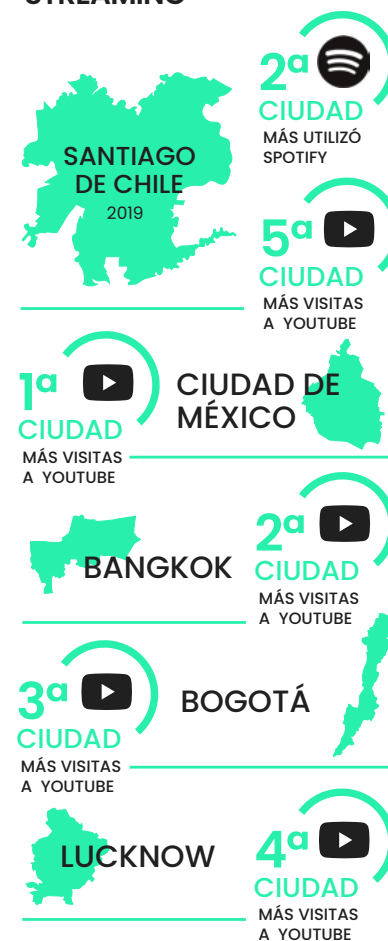 STREAMING
SANTIAGO
DE CHILE
2019
2ª
CIUDAD
MÁS UTILIZÓ
SPOTIFY
5ª
CIUDAD
MÁS VISITAS
A YOUTUBE
1ª
CIUDAD
MÁS VISITAS
A YOUTUBE
CIUDAD DE
MÉXICO
BANGKOK
2ª
CIUDAD
MÁS VISITAS
A YOUTUBE
3ª
CIUDAD
MÁS VISITAS
A YOUTUBE
BOGOTÁ
LUCKNOW
4ª
CIUDAD
MÁS VISITAS
A YOUTUBE